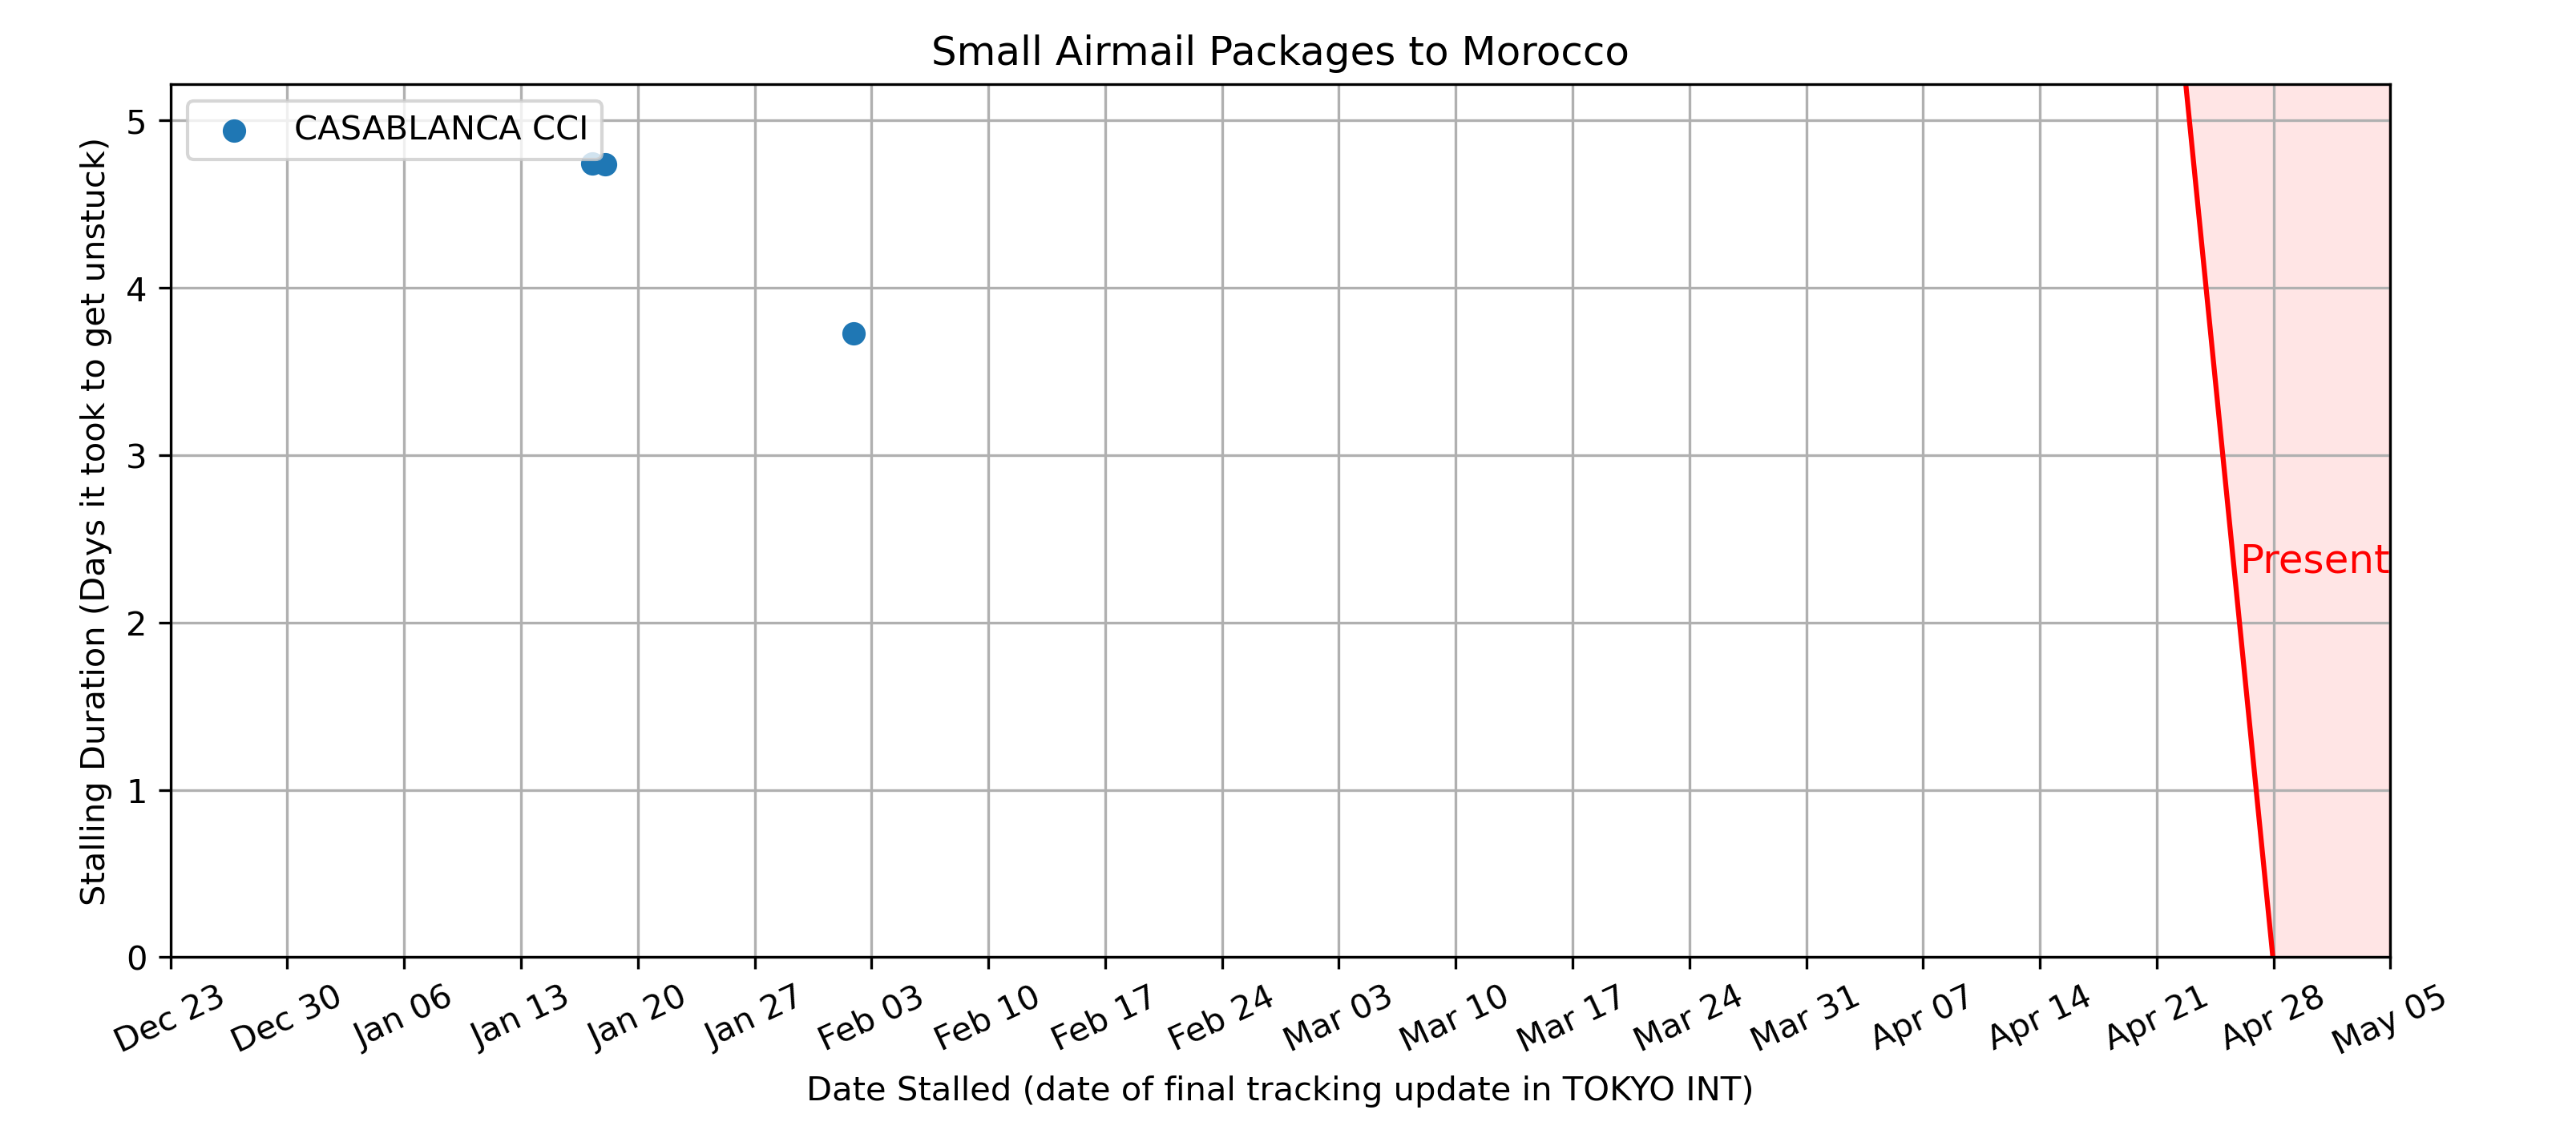 Small Airmail Packages to Morocco
CASABLANCA CCI
Stalling Duration (Days it took to get unstuck)
5
4
3
2
1
0
Present
Dec 23
Dec 30
Jan 06
Jan 13
Jan 20
Jan 27
Feb 03
Feb 10
Feb 17
Feb 24
Mar 03
Mar 10
Mar 17
Mar 24
Mar 31
Apr 07
Apr 14
Apr 21
Apr 28
May 05
Date Stalled (date of final tracking update in TOKYO INT)